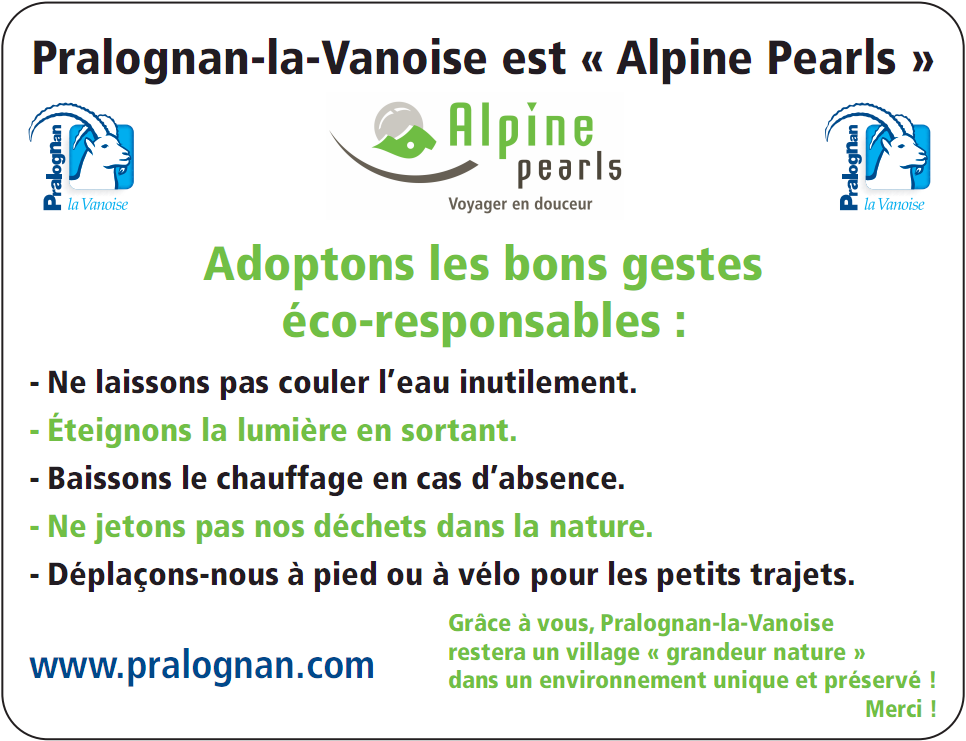 Pralognan-la-Vanoise est « Alpine Pearls »
Pralognan
la Vanoise
Alpine
pearls
Voyager en douceur
Pralognan
la Vanoise
Adoptons les bons gestes
éco-responsables :
- Ne laissons pas couler l’eau inutilement.
- Éteignons la lumière en sortant.
- Baissons le chauffage en cas d’absence.
- Ne jetons pas nos déchets dans la nature.
- Déplaçons-nous à pied ou à vélo pour les petits trajets.
www.pralognan.com
Grâce à vous, Pralognan-la-Vanoise
restera un village « grandeur nature »
dans un environnement unique et préservé !
Merci !